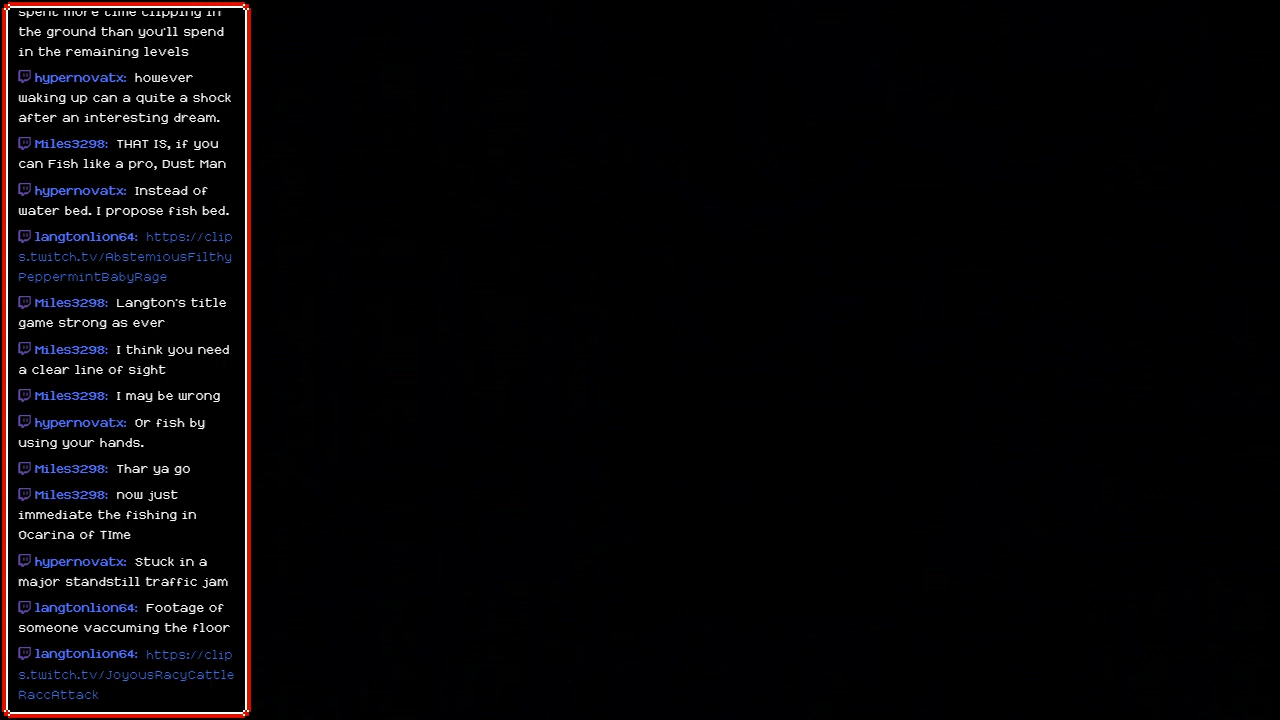 spent more time clipping in
the ground than you'll spend
in the remaining levels
hypernovatx: however
waking up can a quite a shock
after an interesting dream.
Miles3298: THAT IS, if you
can Fish like a pro, Dust Man
hypernovatx: Instead of
water bed. I propose fish bed.
langtonlion64: https://clip
s.twitch.tv/AbstemiousFilthy
PeppermintBabyRage
Miles3298: Langton's title
game strong as ever
Miles3298: I think you need
a clear line of sight
Miles3298: I may be wrong
hypernovatx: Or fish by
using your hands.
Miles3298: Thar ya go
Miles3298: now just
immediate the fishing in
Ocarina of TIme
hypernovatx: Stuck in a
major standstill traffic jam
langtonlion64: Footage of
someone vaccuming the floor
langtonlion64: https://clip
s.twitch.tv/JoyousRacyCattle
RaccAttack